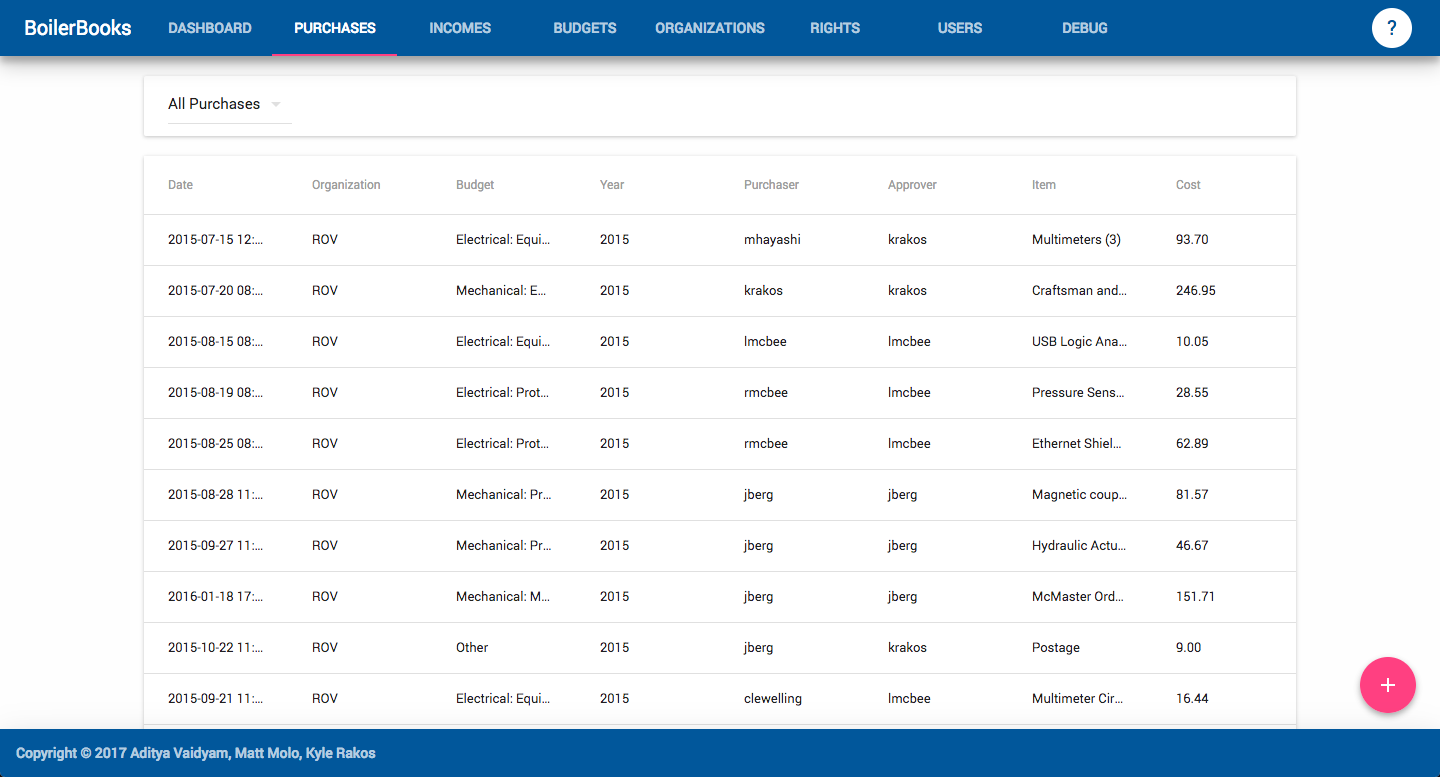 BoilerBooks DASHBOARD PURCHASES INCOMES BUDGETS ORGANIZATIONS RIGHTS USERS DEBUG ?
All Purchases
Date Organization Budget Year Purchaser Approver Item Cost
2015-07-15 12:... ROV Electrical: Equi... 2015 mhayashi krakos Multimeters (3) 93.70
2015-07-20 08:... ROV Mechanical: E... 2015 krakos krakos Craftsman and... 246.95
2015-08-15 08:... ROV Electrical: Equi... 2015 lmcbee lmcbee USB Logic Ana... 10.05
2015-08-19 08:... ROV Electrical: Prot... 2015 rmcbee lmcbee Pressure Sens... 28.55
2015-08-25 08:... ROV Electrical: Prot... 2015 rmcbee lmcbee Ethernet Shiel... 62.89
2015-08-28 11:... ROV Mechanical: Pr... 2015 jberg jberg Magnetic coup... 81.57
2015-09-27 11:... ROV Mechanical: Pr... 2015 jberg jberg Hydraulic Actu... 46.67
2016-01-18 17:... ROV Mechanical: M... 2015 jberg jberg McMaster Ord... 151.71
2015-10-22 11:... ROV Other 2015 jberg krakos Postage 9.00
2015-09-21 11:... ROV Electrical: Equi... 2015 clewelling lmcbee Multimeter Cir... 16.44
+
Copyright © 2017 Aditya Vaidyam, Matt Molo, Kyle Rakos